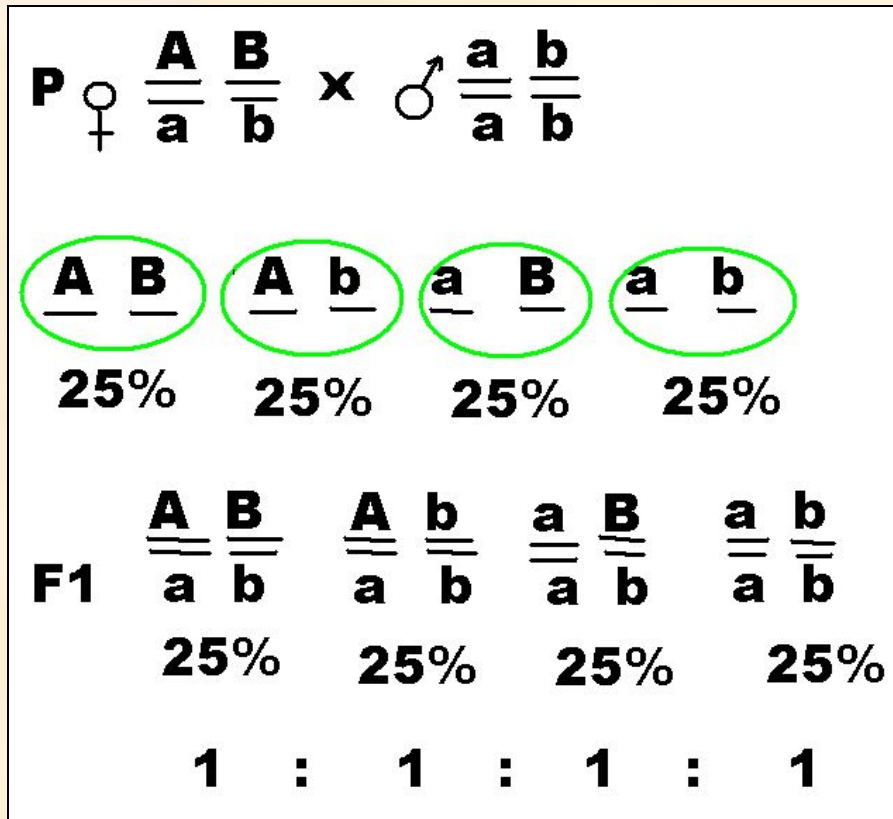 A B a b
P ♀ x ♂
a b a b
A B A b a B a b
25% 25% 25% 25%
A B A b a B a b
F1 a b a b a b a b
25% 25% 25% 25%
1 : 1 : 1 : 1